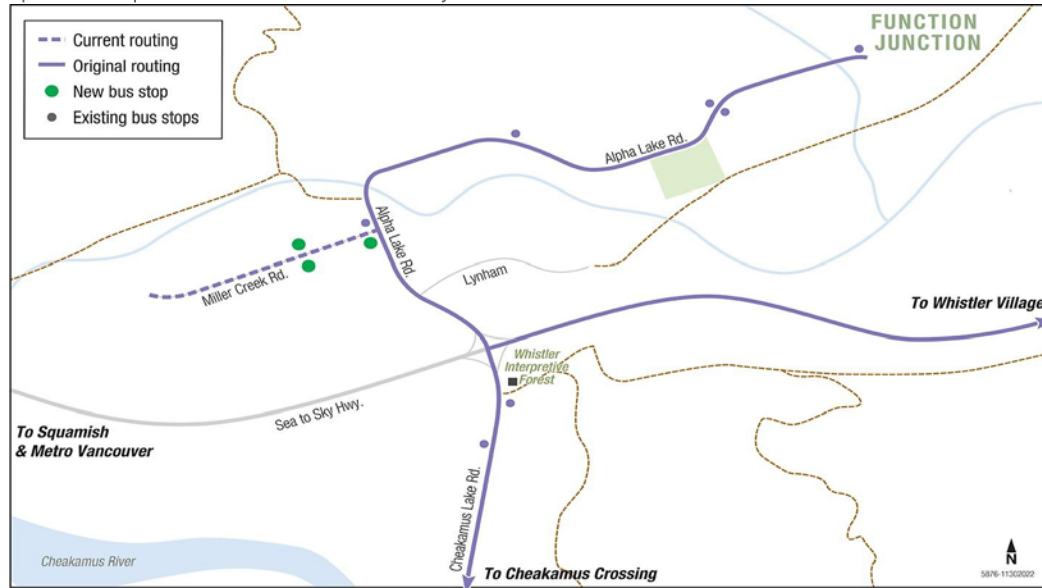 Current routing
Original routing
New bus stop
Existing bus stops
FUNCTION
JUNCTION
Alpha Lake Rd.
Alpha Lake Rd.
Miller Creek Rd.
Lynham
To Whistler Village
Whistler
Interpretive
Forest
Sea to Sky Hwy.
To Squamish
& Metro Vancouver
Cheakamus Lake Rd.
Cheakamus River
To Cheakamus Crossing
N
5876-11302022